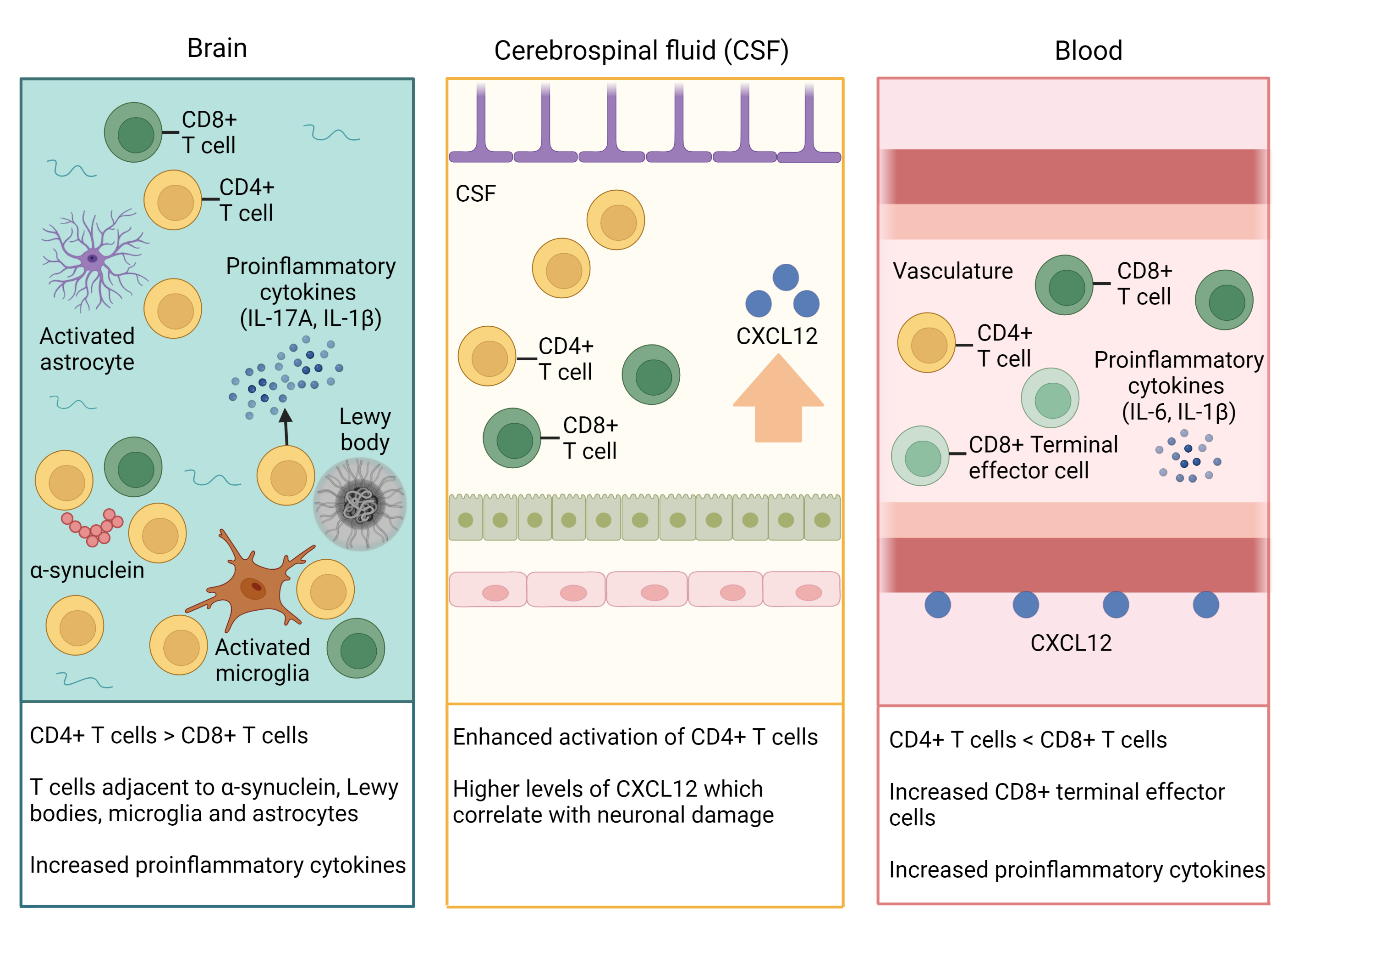 Brain
CD8+
T cell
CD4+
T cell
Proinflammatory
cytokines
(IL-17A, IL-1β)
Activated
astrocyte
Lewy
body
α-synuclein
Activated
microglia
CD4+ T cells > CD8+ T cells
T cells adjacent to α-synuclein, Lewy
bodies, microglia and astrocytes
Increased proinflammatory cytokines
Cerebrospinal fluid (CSF)
CSF
CXCL12
CD4+
T cell
CD8+
T cell
Enhanced activation of CD4+ T cells
Higher levels of CXCL12 which
correlate with neuronal damage
Blood
Vasculature
CD8+
T cell
CD4+
T cell
Proinflammatory
cytokines
(IL-6, IL-1β)
CD8+ Terminal
effector cell
CXCL12
CD4+ T cells < CD8+ T cells
Increased CD8+ terminal effector
cells
Increased proinflammatory cytokines